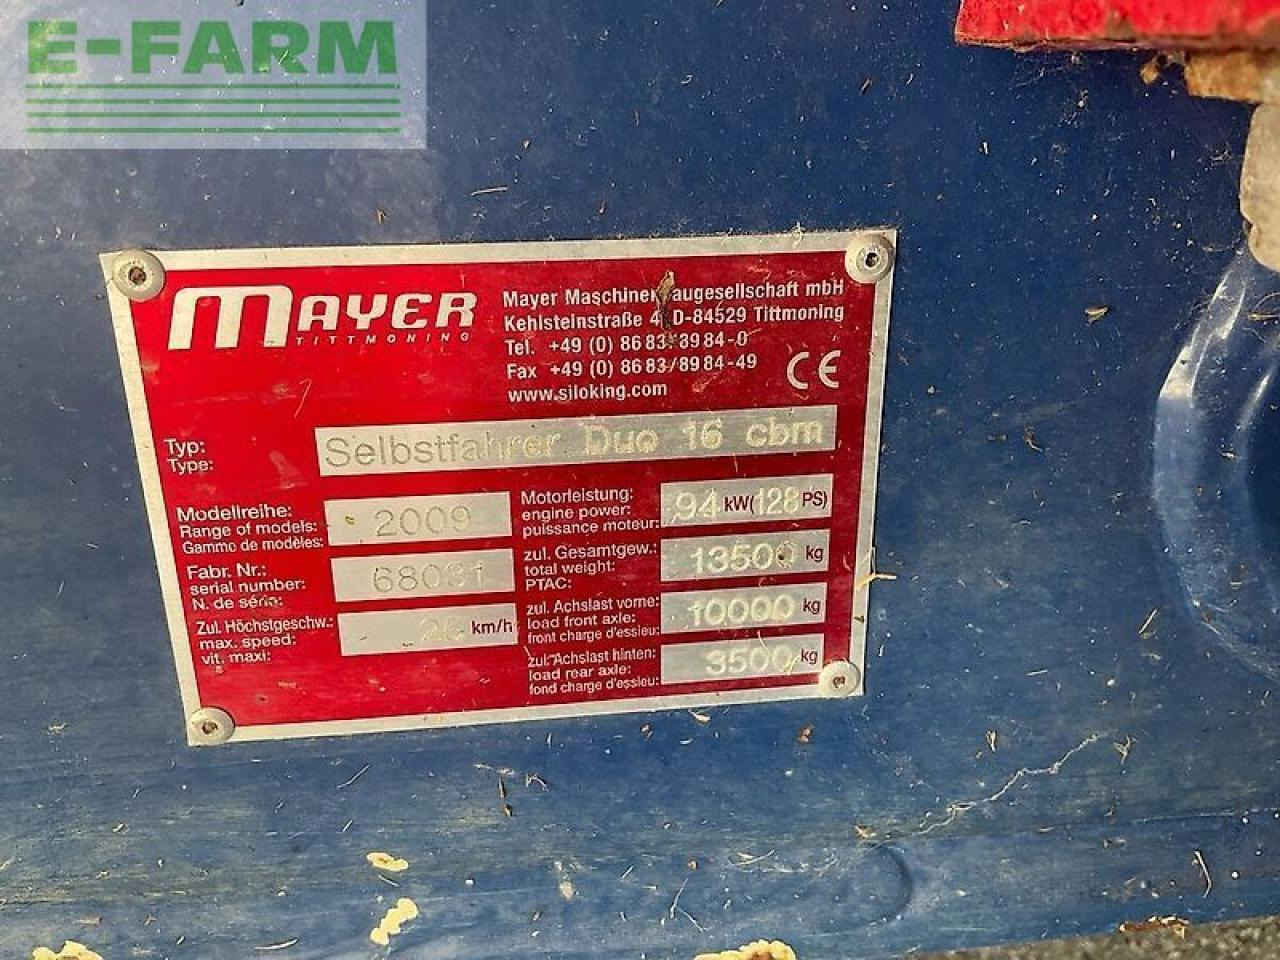 E-FARM
MAYER
TITTMONING
Mayer Maschinenbaugesellschaft mbH
Kehlsteinstraße 4 D-84529 Tittmoning
Tel. +49 (0) 86 83/89 84-0
Fax +49 (0) 86 83/89 84-49
www.siloking.com
CE
Typ:
Type:
Selbstfahrer Duo 16 cbm
Modellreihe:
Range of models:
Gamme de modèles:
2009
Motorleistung:
engine power:
puissance moteur:
94 kW(128 PS)
Fabr. Nr.:
serial number:
N. de série:
68031
zul. Gesamtgew.:
total weight:
PTAC:
13500 kg
Zul. Höchstgeschw.:
max. speed:
vit. maxi:
25 km/h
zul. Achslast vorne:
load front axle:
front charge d'essieu:
10000 kg
zul. Achslast hinten:
load rear axle:
fond charge d'essieu:
3500 kg